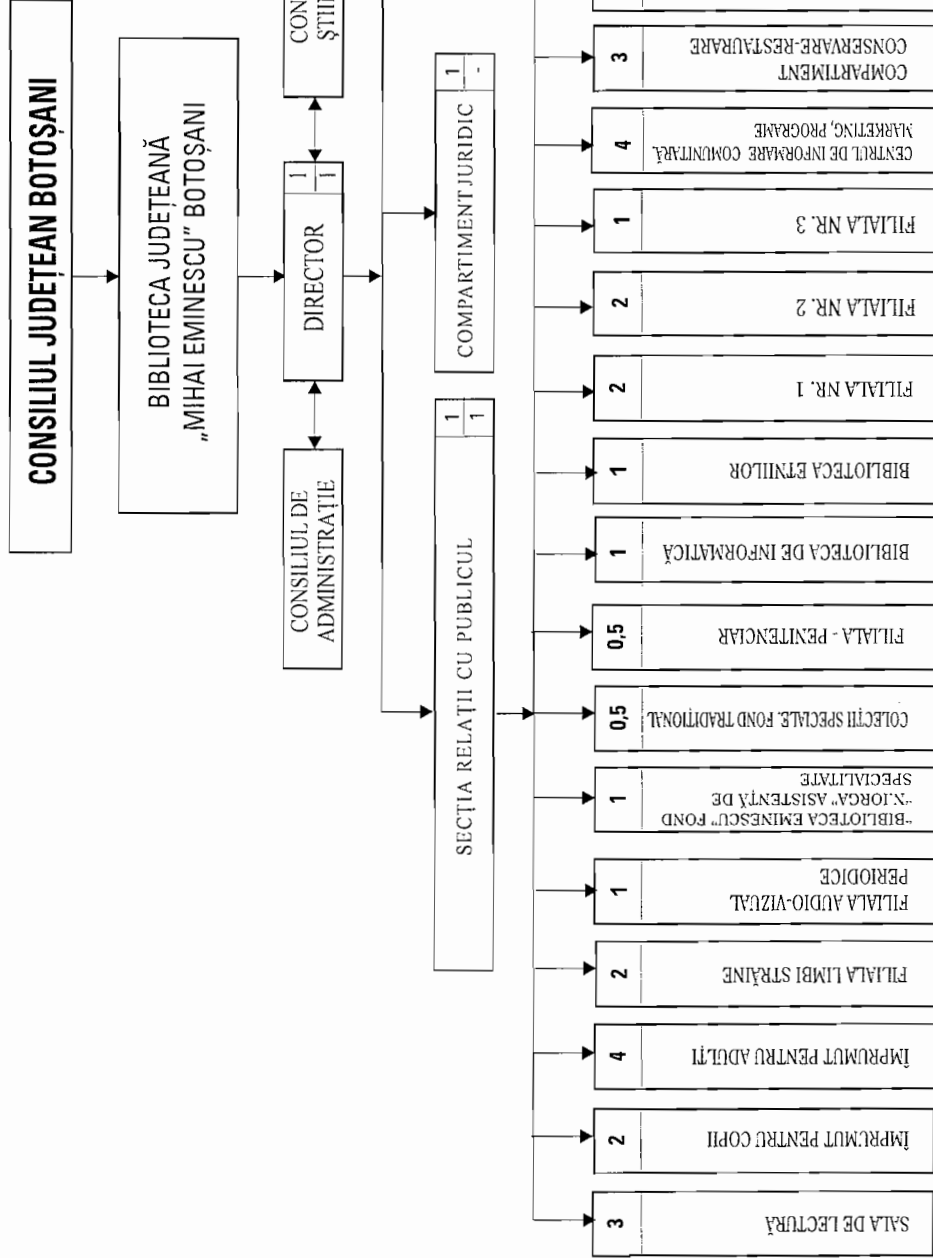 CONSILIUL JUDEȚEAN BOTOȘANI
BIBLIOTECA JUDEȚEANĂ
„MIHAI EMINESCU” BOTOȘANI
CONSILIUL DE
ADMINISTRAȚIE
DIRECTOR
1
1
CON
ȘTII
SECȚIA RELAȚII CU PUBLICUL
1
1
COMPARTIMENT JURIDIC
1
-
3
SALA DE LECTURĂ
2
ÎMPRUMUT PENTRU COPII
4
ÎMPRUMUT PENTRU ADULȚI
2
FILIALA LIMBI STRĂINE
1
FILIALA AUDIO-VIZUAL
PERIODICE
1
"BIBLIOTECA EMINESCU" FOND
"N.IORGA" ASISTENȚĂ DE
SPECIALITATE
0,5
COLECȚII SPECIALE. FOND TRADIȚIONAL
0,5
FILIALA - PENITENCIAR
1
BIBLIOTECA DE INFORMATICĂ
1
BIBLIOTECA ETNIILOR
2
FILIALA NR. 1
2
FILIALA NR. 2
1
FILIALA NR. 3
4
CENTRUL DE INFORMARE COMUNITARĂ,
MARKETING, PROGRAME
3
COMPARTIMENT
CONSERVARE-RESTAURARE